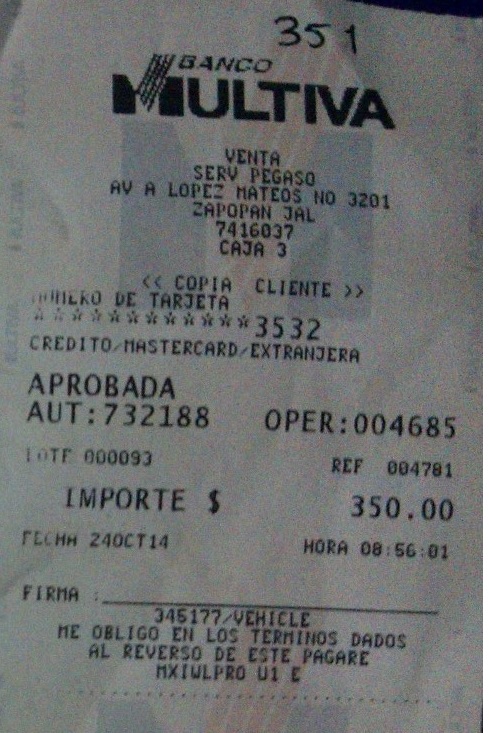 351
BANCO
MULTIVA
VENTA
SERV PEGASO
AV A LOPEZ MATEOS NO 3201
ZAPOPAN JAL
7416037
CAJA 3
<< COPIA CLIENTE >>
NUMERO DE TARJETA
************3532
CREDITO/MASTERCARD/EXTRANJERA
APROBADA
AUT:732188 OPER:004685
LOTE 000093 REF 004781
IMPORTE $ 350.00
FECHA 24OCT14 HORA 08:56:01
FIRMA :
345177/VEHICLE
ME OBLIGO EN LOS TERMINOS DADOS
AL REVERSO DE ESTE PAGARE
MXIWLPRO U1 E